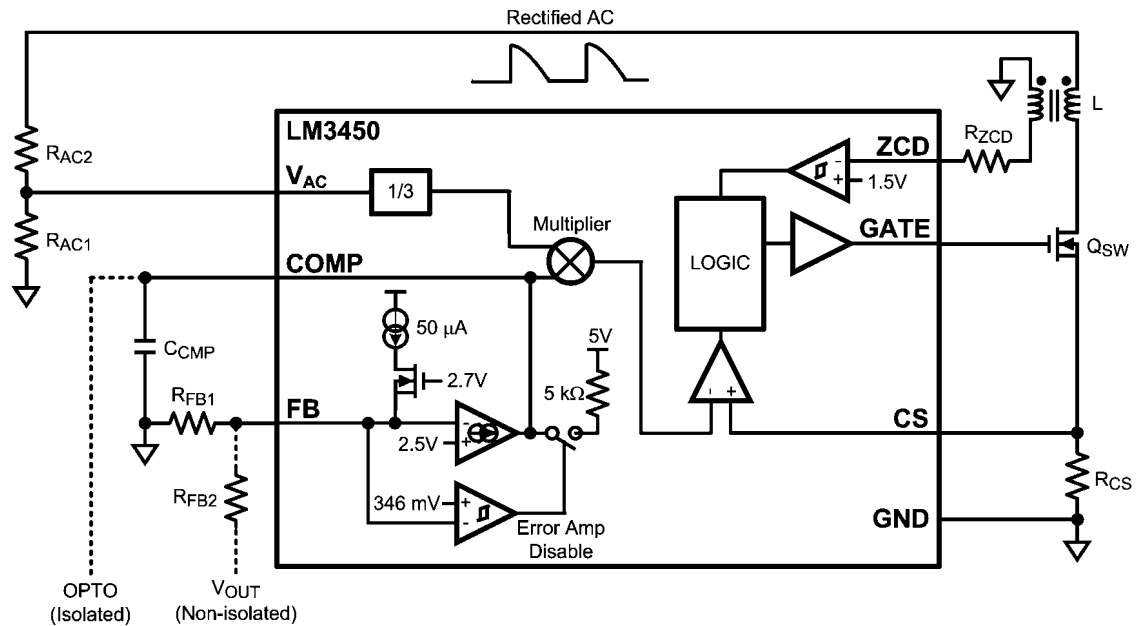 Rectified AC
LM3450
L
RAC2
ZCD
RZCD
VAC
1/3
1.5V
Multiplier
GATE
QSW
RAC1
COMP
LOGIC
50 μA
5V
CCMP
5 kΩ
2.7V
RFB1
FB
- +
CS
2.5V
RFB2
346 mV
RCS
GND
Error Amp
Disable
OPTO
(Isolated)
VOUT
(Non-isolated)